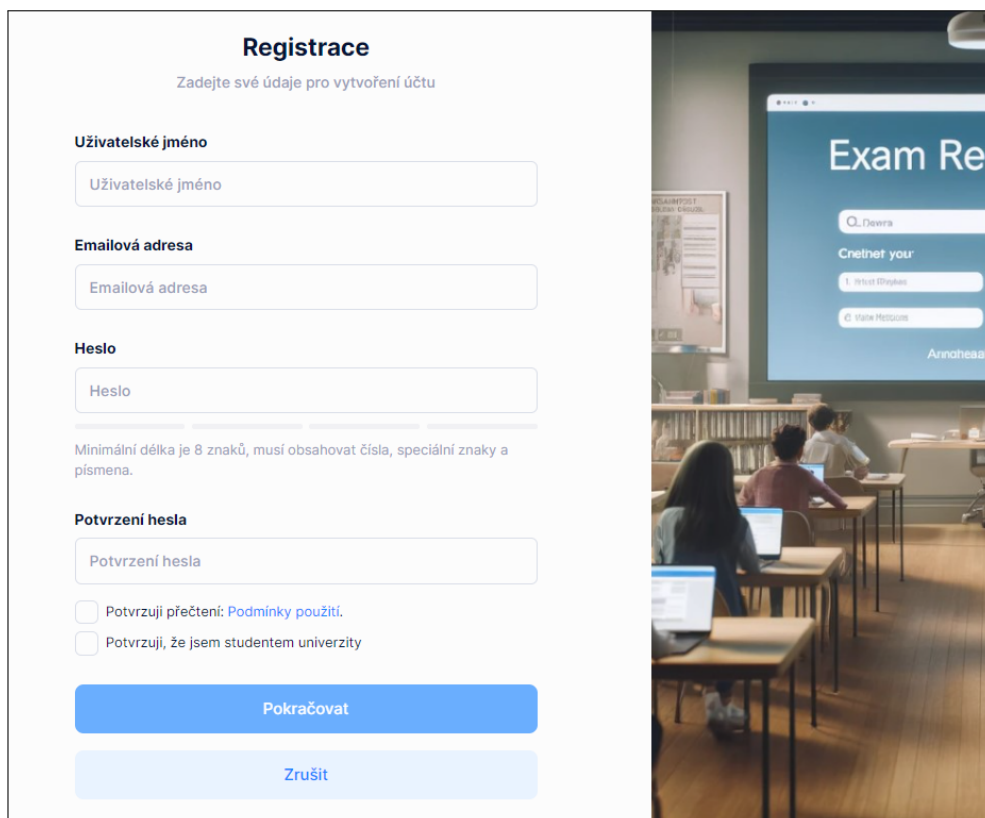 Registrace
Zadejte své údaje pro vytvoření účtu
Uživatelské jméno
Uživatelské jméno
Emailová adresa
Emailová adresa
Heslo
Heslo
Minimální délka je 8 znaků, musí obsahovat čísla, speciální znaky a
písmena.
Potvrzení hesla
Potvrzení hesla
Potvrzuji přečtení: Podmínky použití.
Potvrzuji, že jsem studentem univerzity
Pokračovat
Zrušit
Exam Re
Cnethet your